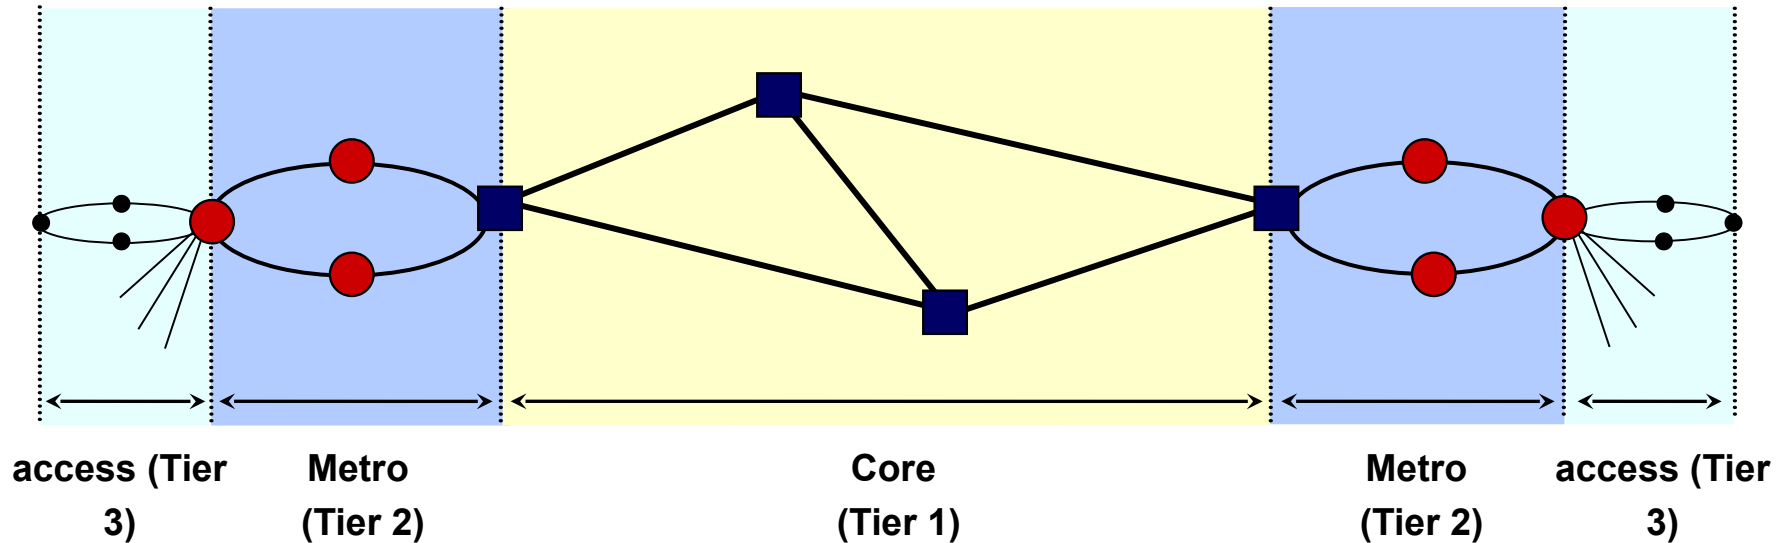 access (Tier
3)
Metro
(Tier 2)
Core
(Tier 1)
Metro
(Tier 2)
access (Tier
3)